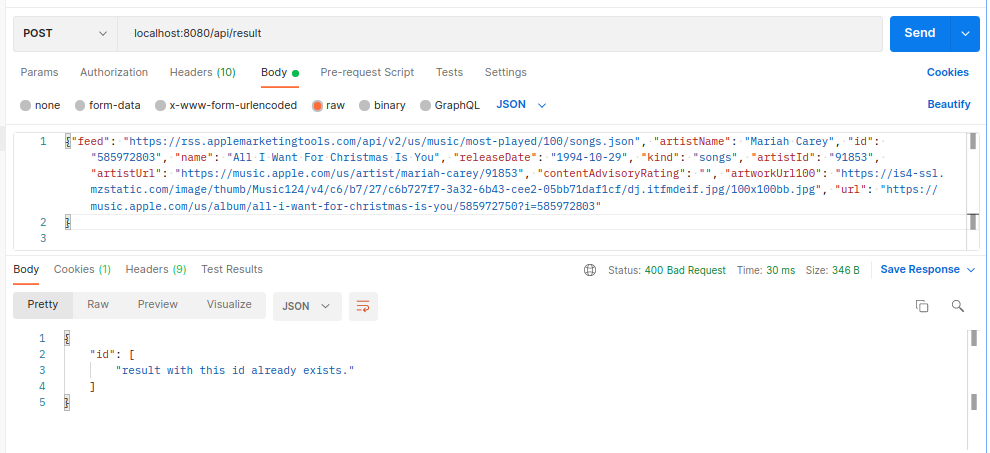 POST localhost:8080/api/result Send
Params Authorization Headers (10) Body Pre-request Script Tests Settings Cookies
none form-data x-www-form-urlencoded raw binary GraphQL JSON Beautify
1 {"feed": "https://rss.applemarketingtools.com/api/v2/us/music/most-played/100/songs.json", "artistName": "Mariah Carey", "id":
"585972803", "name": "All I Want For Christmas Is You", "releaseDate": "1994-10-29", "kind": "songs", "artistId": "91853",
"artistUrl": "https://music.apple.com/us/artist/mariah-carey/91853", "contentAdvisoryRating": "", "artworkUrl100": "https://is4-ssl.
mzstatic.com/image/thumb/Music124/v4/c6/b7/27/c6b727f7-3a32-6b43-cee2-05bb71daf1cf/dj.itfmdeif.jpg/100x100bb.jpg", "url": "https://
music.apple.com/us/album/all-i-want-for-christmas-is-you/585972750?i=585972803"
2 }
3
Body Cookies (1) Headers (9) Test Results Status: 400 Bad Request Time: 30 ms Size: 346 B Save Response
Pretty Raw Preview Visualize JSON
1 {
2 "id": [
3 "result with this id already exists."
4 ]
5 }